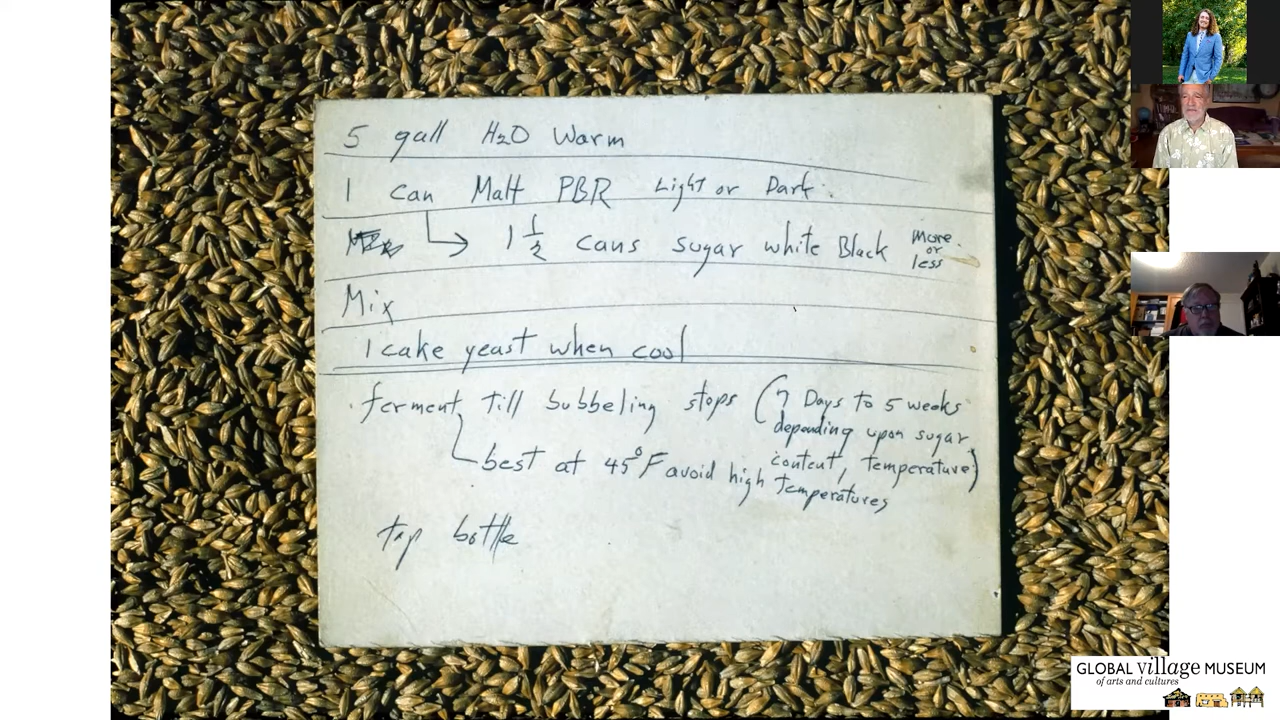 5 gall H2O Warm
1 can Malt PBR Light or Dark.
1 1/2 cans sugar white Black more or less
Mix
1 cake yeast when cool
ferment till bubbeling stops (7 Days to 5 weeks
depending upon sugar
content, temperature)
best at 45°F avoid high temperatures
bottle
GLOBAL village MUSEUM
of arts and cultures